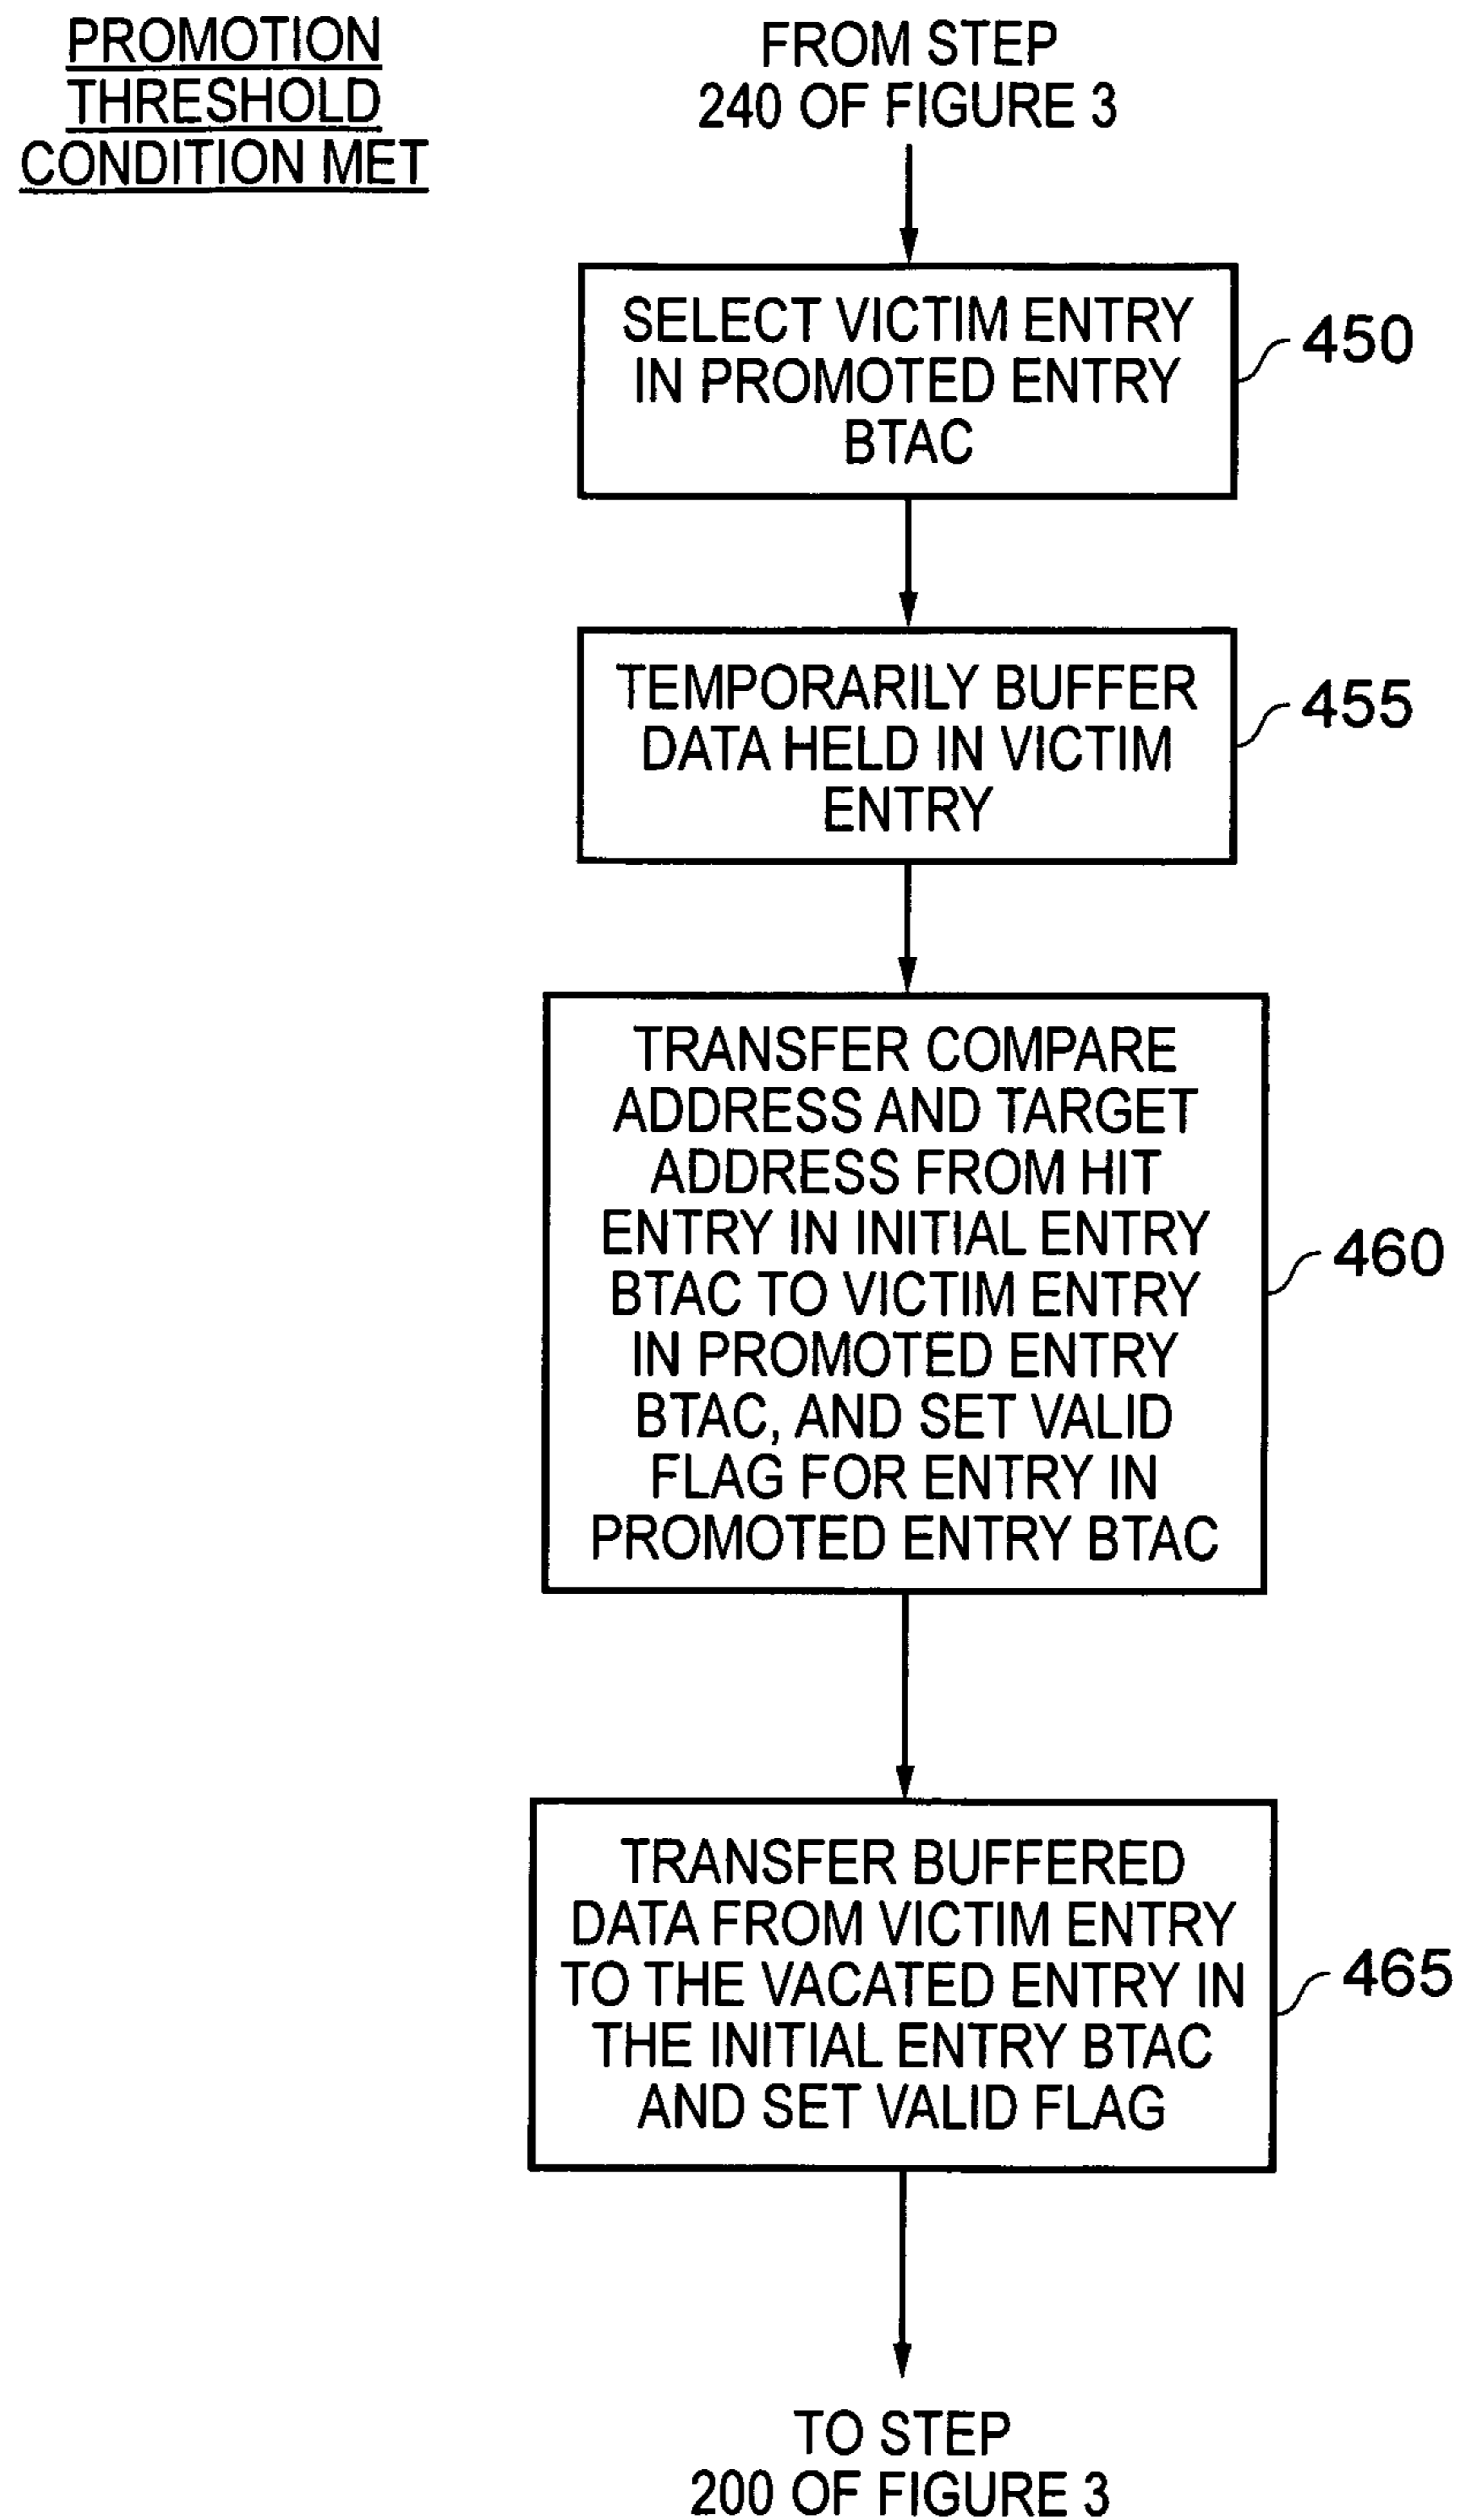 PROMOTION
THRESHOLD
CONDITION MET
FROM STEP
240 OF FIGURE 3
SELECT VICTIM ENTRY
IN PROMOTED ENTRY
BTAC
450
TEMPORARILY BUFFER
DATA HELD IN VICTIM
ENTRY
455
TRANSFER COMPARE
ADDRESS AND TARGET
ADDRESS FROM HIT
ENTRY IN INITIAL ENTRY
BTAC TO VICTIM ENTRY
IN PROMOTED ENTRY
BTAC, AND SET VALID
FLAG FOR ENTRY IN
PROMOTED ENTRY BTAC
460
TRANSFER BUFFERED
DATA FROM VICTIM ENTRY
TO THE VACATED ENTRY IN
THE INITIAL ENTRY BTAC
AND SET VALID FLAG
465
TO STEP
200 OF FIGURE 3